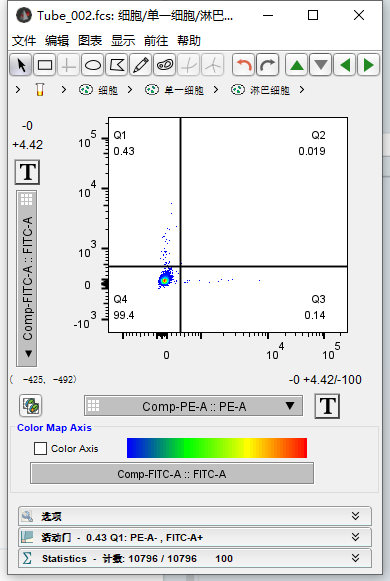 Tube_002.fcs: 细胞/单一细胞/淋巴...
文件 编辑 图表 显示 前往 帮助
细胞 单一细胞 淋巴细胞
-0
+4.42
T
Comp-FITC-A :: FITC-A
10^5
10^4
10^3
0
-10^3
Q1
0.43
Q2
0.019
Q4
99.4
Q3
0.14
0 10^4 10^5
( -425, -492)
-0 +4.42/-100
Comp-PE-A :: PE-A
T
Color Map Axis
Color Axis
Comp-FITC-A :: FITC-A
选项
活动门 - 0.43 Q1: PE-A- , FITC-A+
Statistics - 计数: 10796 / 10796 100